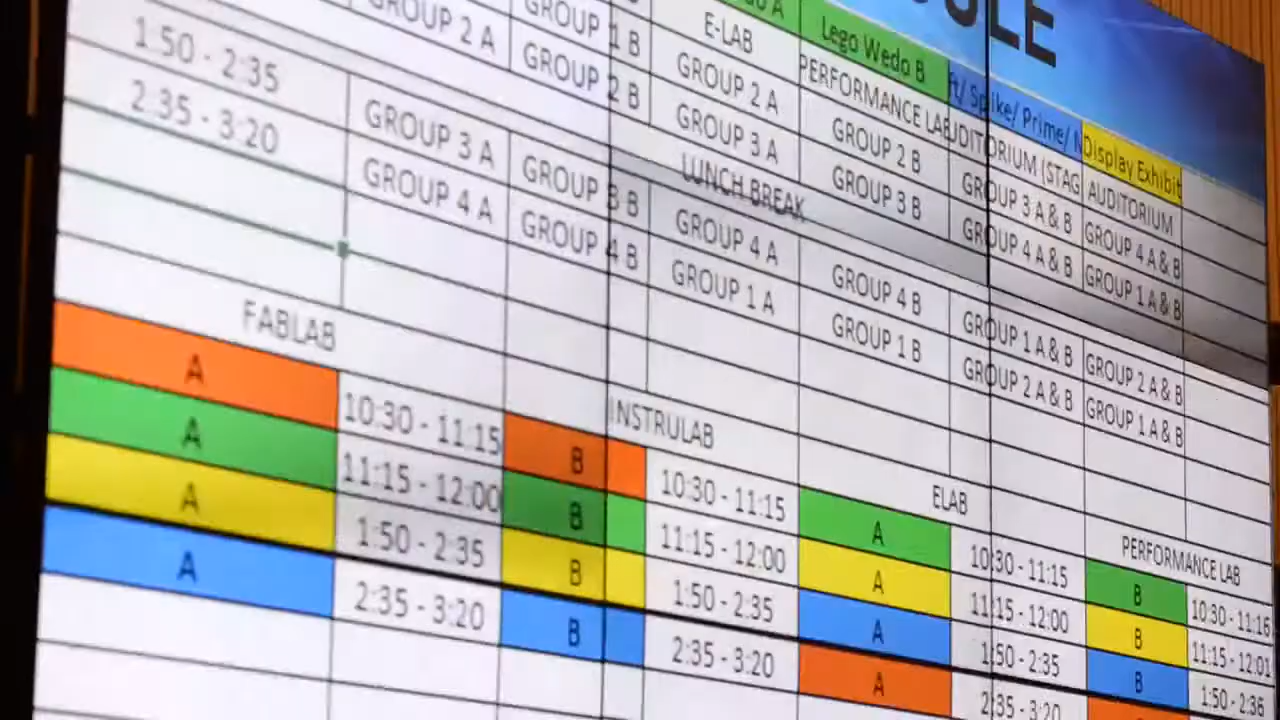 ULE
Lego Wedo B
ft/ Spike/ Prime/ N
Display Exhibit
E-LAB
PERFORMANCE LAB
AUDITORIUM (STAG
AUDITORIUM
GROUP 1 B
GROUP 2 A
GROUP 2 B
GROUP 3 A & B
GROUP 4 A & B
GROUP 2 A
GROUP 2 B
GROUP 3 A
GROUP 3 B
GROUP 4 A & B
GROUP 1 A & B
LUNCH BREAK
1:50 - 2:35
GROUP 3 A
GROUP 3 B
GROUP 4 A
GROUP 4 B
GROUP 1 A & B
GROUP 2 A & B
2:35 - 3:20
GROUP 4 A
GROUP 4 B
GROUP 1 A
GROUP 1 B
GROUP 2 A & B
GROUP 1 A & B
FABLAB
INSTRULAB
ELAB
PERFORMANCE LAB
A
10:30 - 11:15
B
10:30 - 11:15
A
10:30 - 11:15
B
10:30 - 11:16
A
11:15 - 12:00
B
11:15 - 12:00
A
11:15 - 12:00
B
11:15 - 12:01
A
1:50 - 2:35
B
1:50 - 2:35
A
1:50 - 2:35
B
1:50 - 2:36
A
2:35 - 3:20
B
2:35 - 3:20
A
2:35 - 3:20